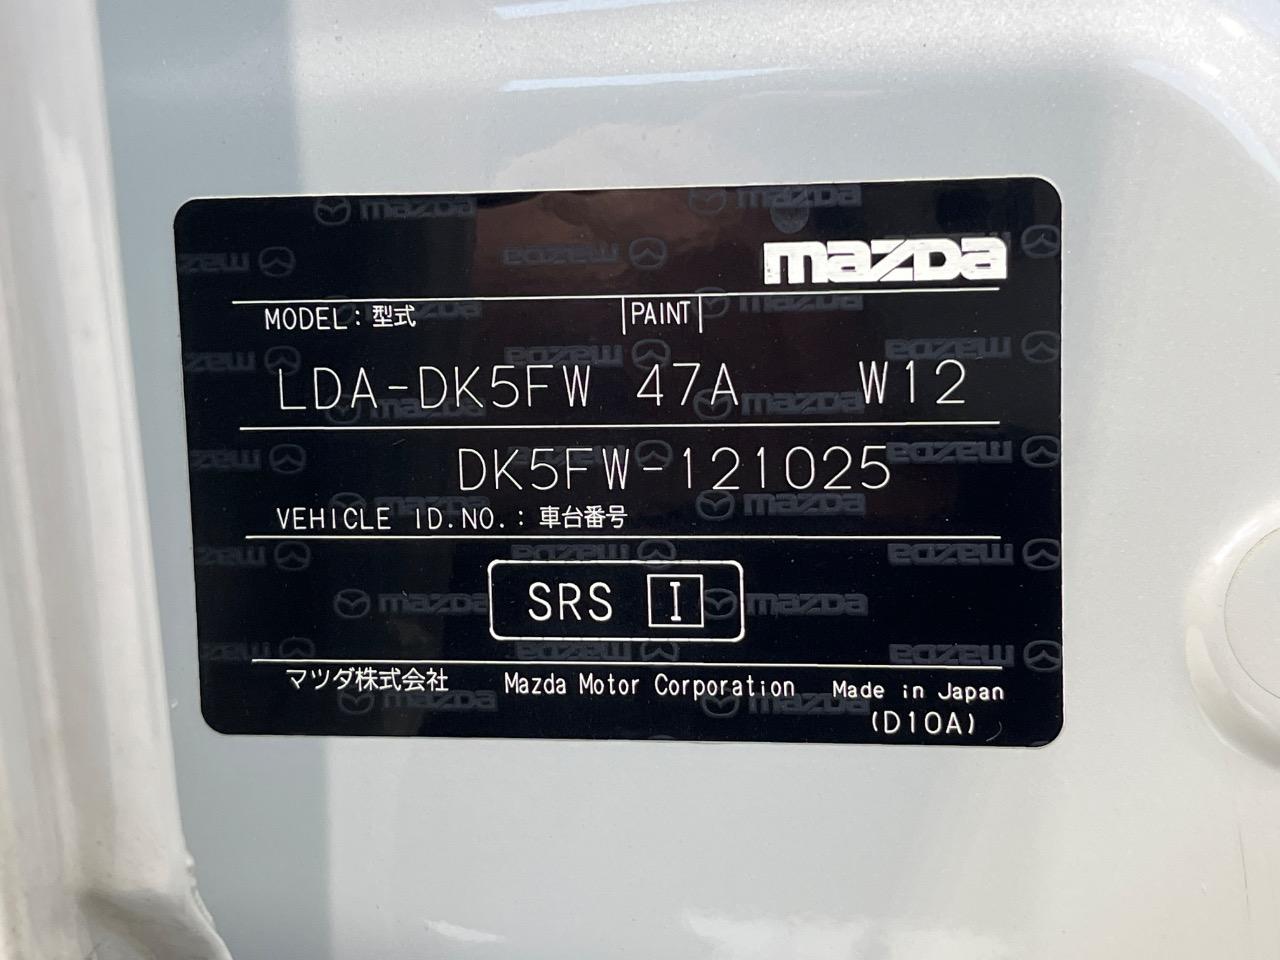 mazda
MODEL: 型式 PAINT
LDA-DK5FW 47A W12
DK5FW-121025
VEHICLE ID.NO.: 車台番号
SRS I
マツダ株式会社 Mazda Motor Corporation Made in Japan
(D10A)